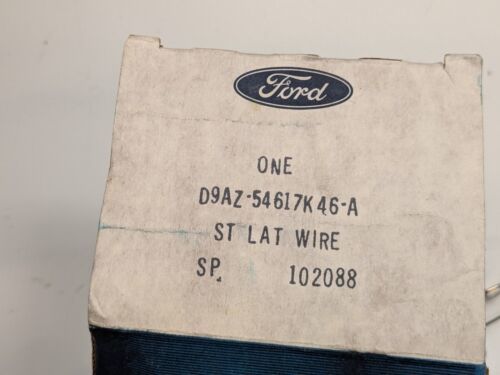 Ford
ONE
D9AZ-54617K46-A
ST LAT WIRE
SP. 102088